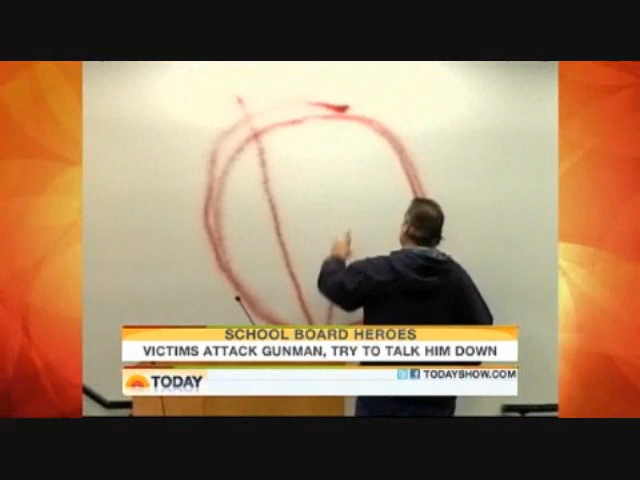 SCHOOL BOARD HEROES
VICTIMS ATTACK GUNMAN, TRY TO TALK HIM DOWN
TODAY
TODAYSHOW.COM